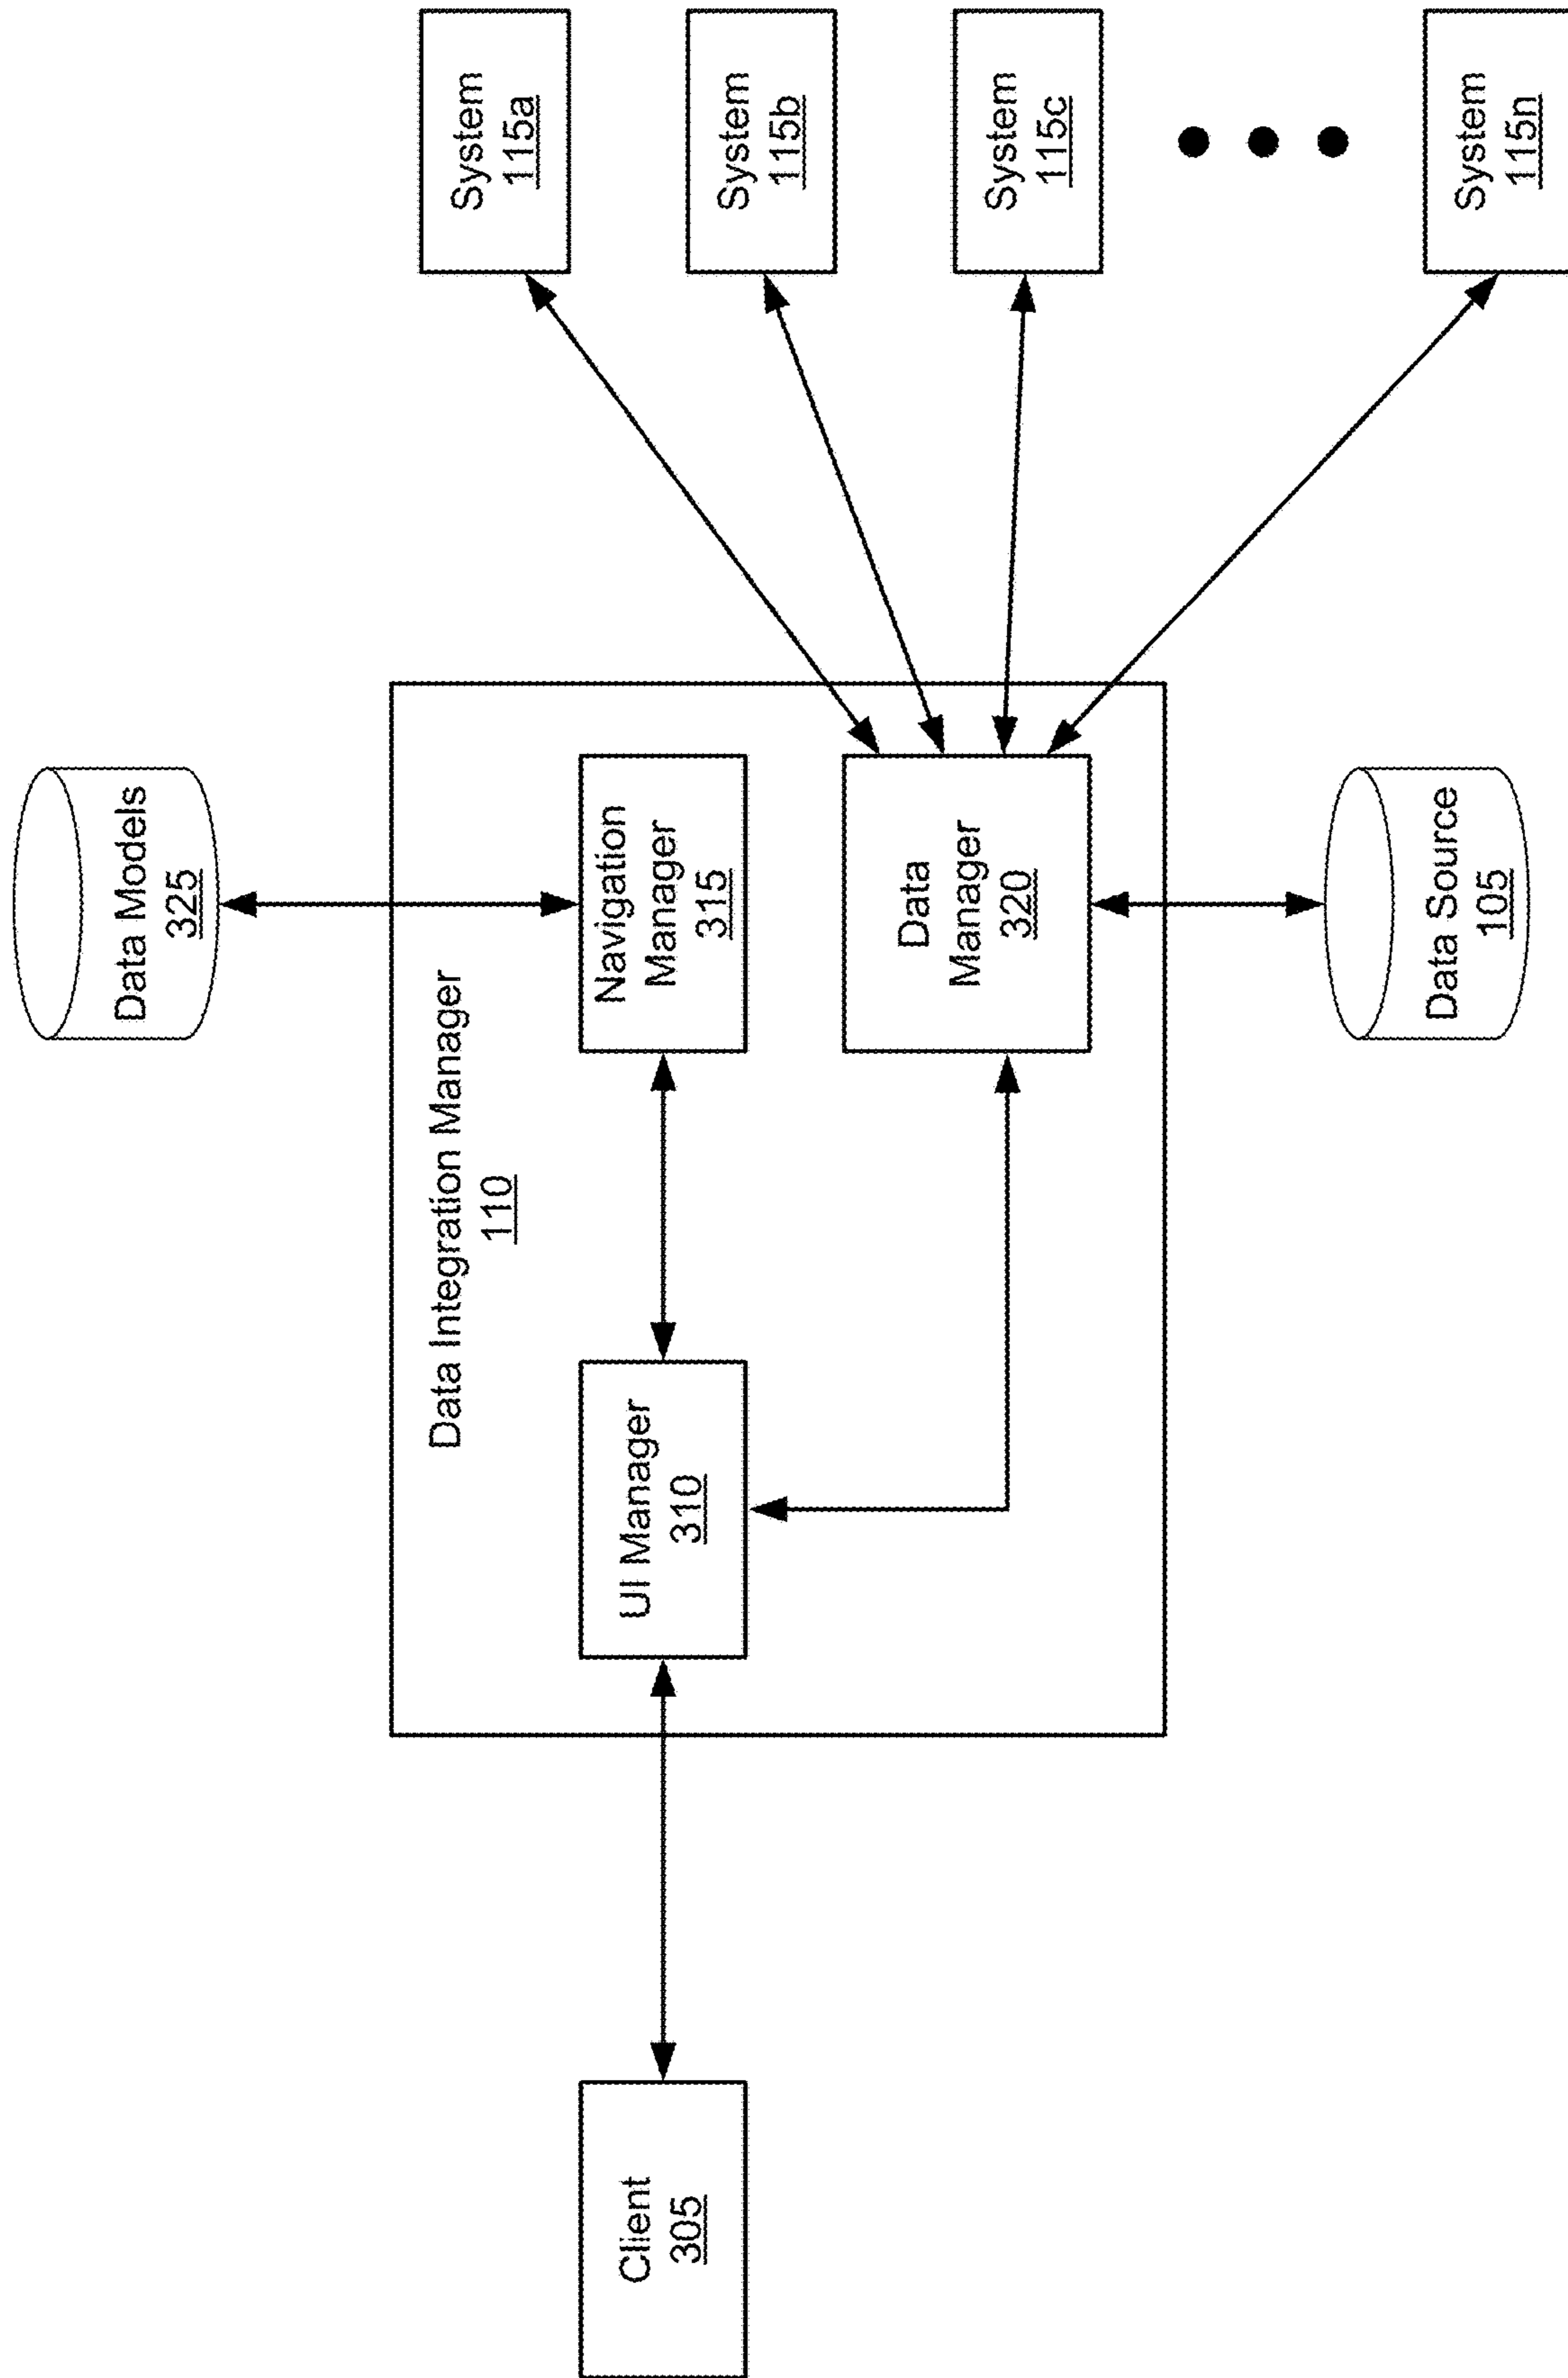 Data Models
325
Data Integration Manager
110
Client
305
UI Manager
310
Navigation
Manager
315
Data
Manager
320
Data Source
105
System
115a
System
115b
System
115c
System
115n